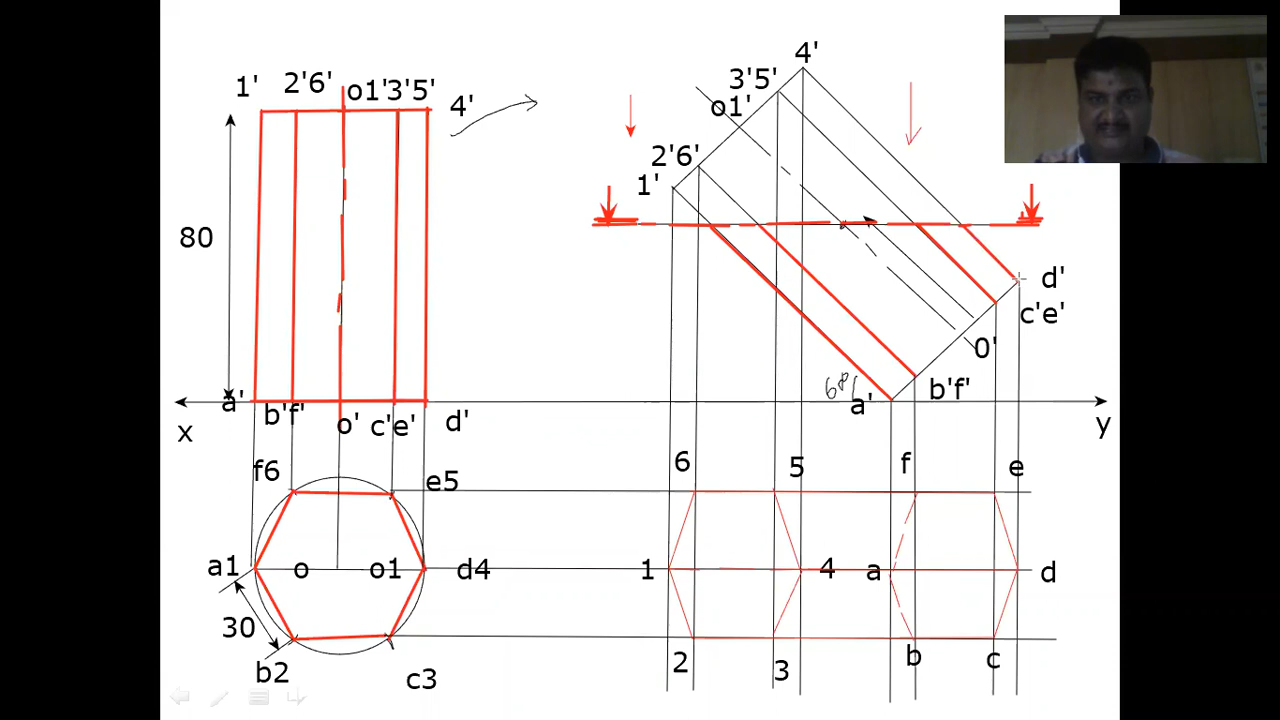 1' 2'6' o1' 3'5' 4'
80
a' b'f' o' c'e' d'
x
f6 e5
a1 o o1 d4
30
b2 c3
4'
3'5'
o1'
2'6'
1'
d'
c'e'
0'
b'f'
a'
y
6 5 f e
1 4 a d
2 3 b c